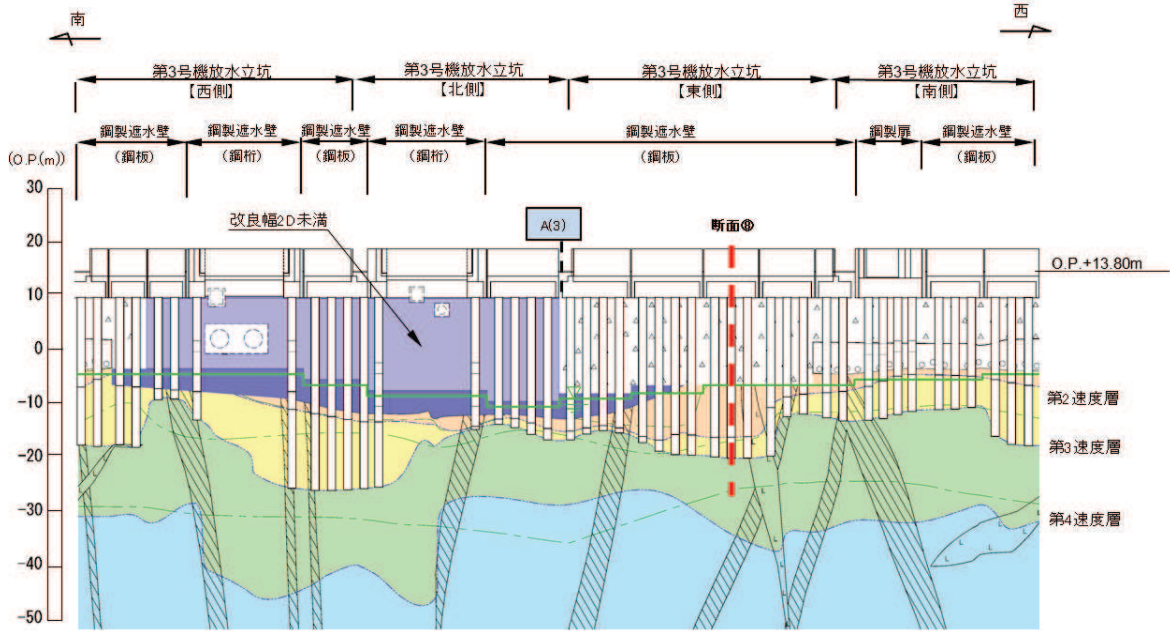 南
西
第3号機放水立坑
【西側】
第3号機放水立坑
【北側】
第3号機放水立坑
【東側】
第3号機放水立坑
【南側】
鋼製遮水壁
(鋼板)
鋼製遮水壁
(鋼桁)
鋼製遮水壁
(鋼板)
鋼製遮水壁
(鋼桁)
鋼製遮水壁
(鋼板)
鋼製扉
鋼製遮水壁
(鋼板)
(O.P.(m))
30
20
10
0
-10
-20
-30
-40
-50
改良幅2D未満
A(3)
断面⑧
O.P.+13.80m
第2速度層
第3速度層
第4速度層
L
L
L
L
L
L
L
L
L